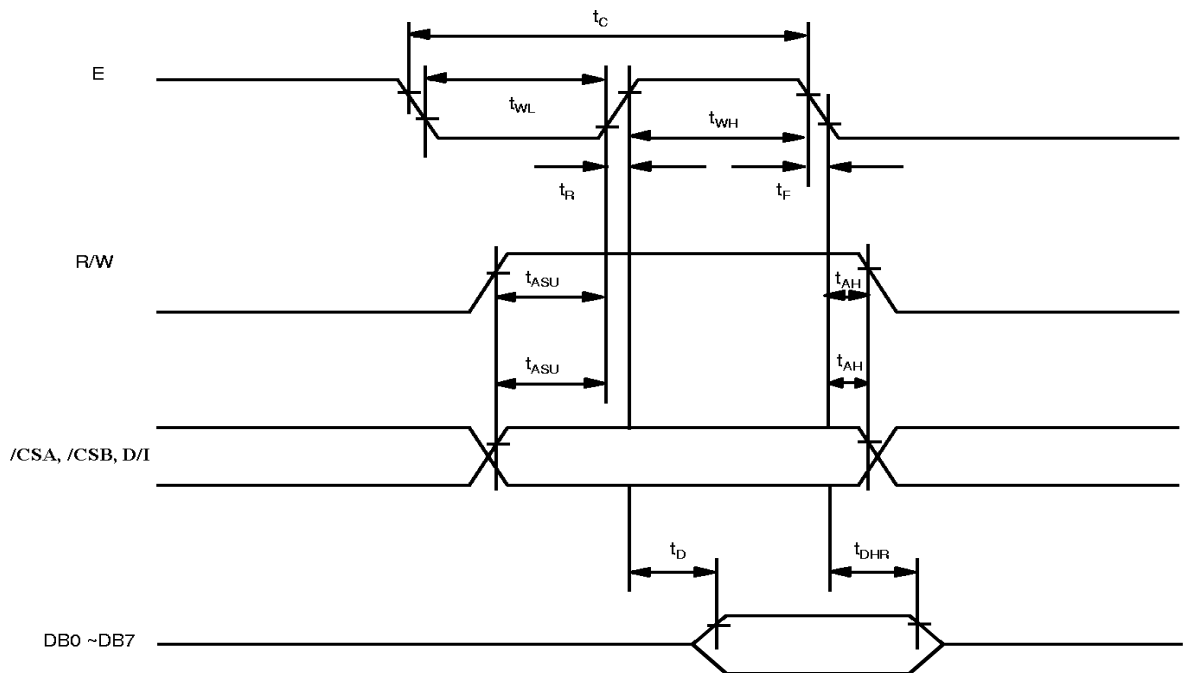 tC
E
tWL
tWH
tR
tF
R/W
tASU
tAH
tASU
tAH
/CSA, /CSB, D/I
tD
tDHR
DB0 ~DB7